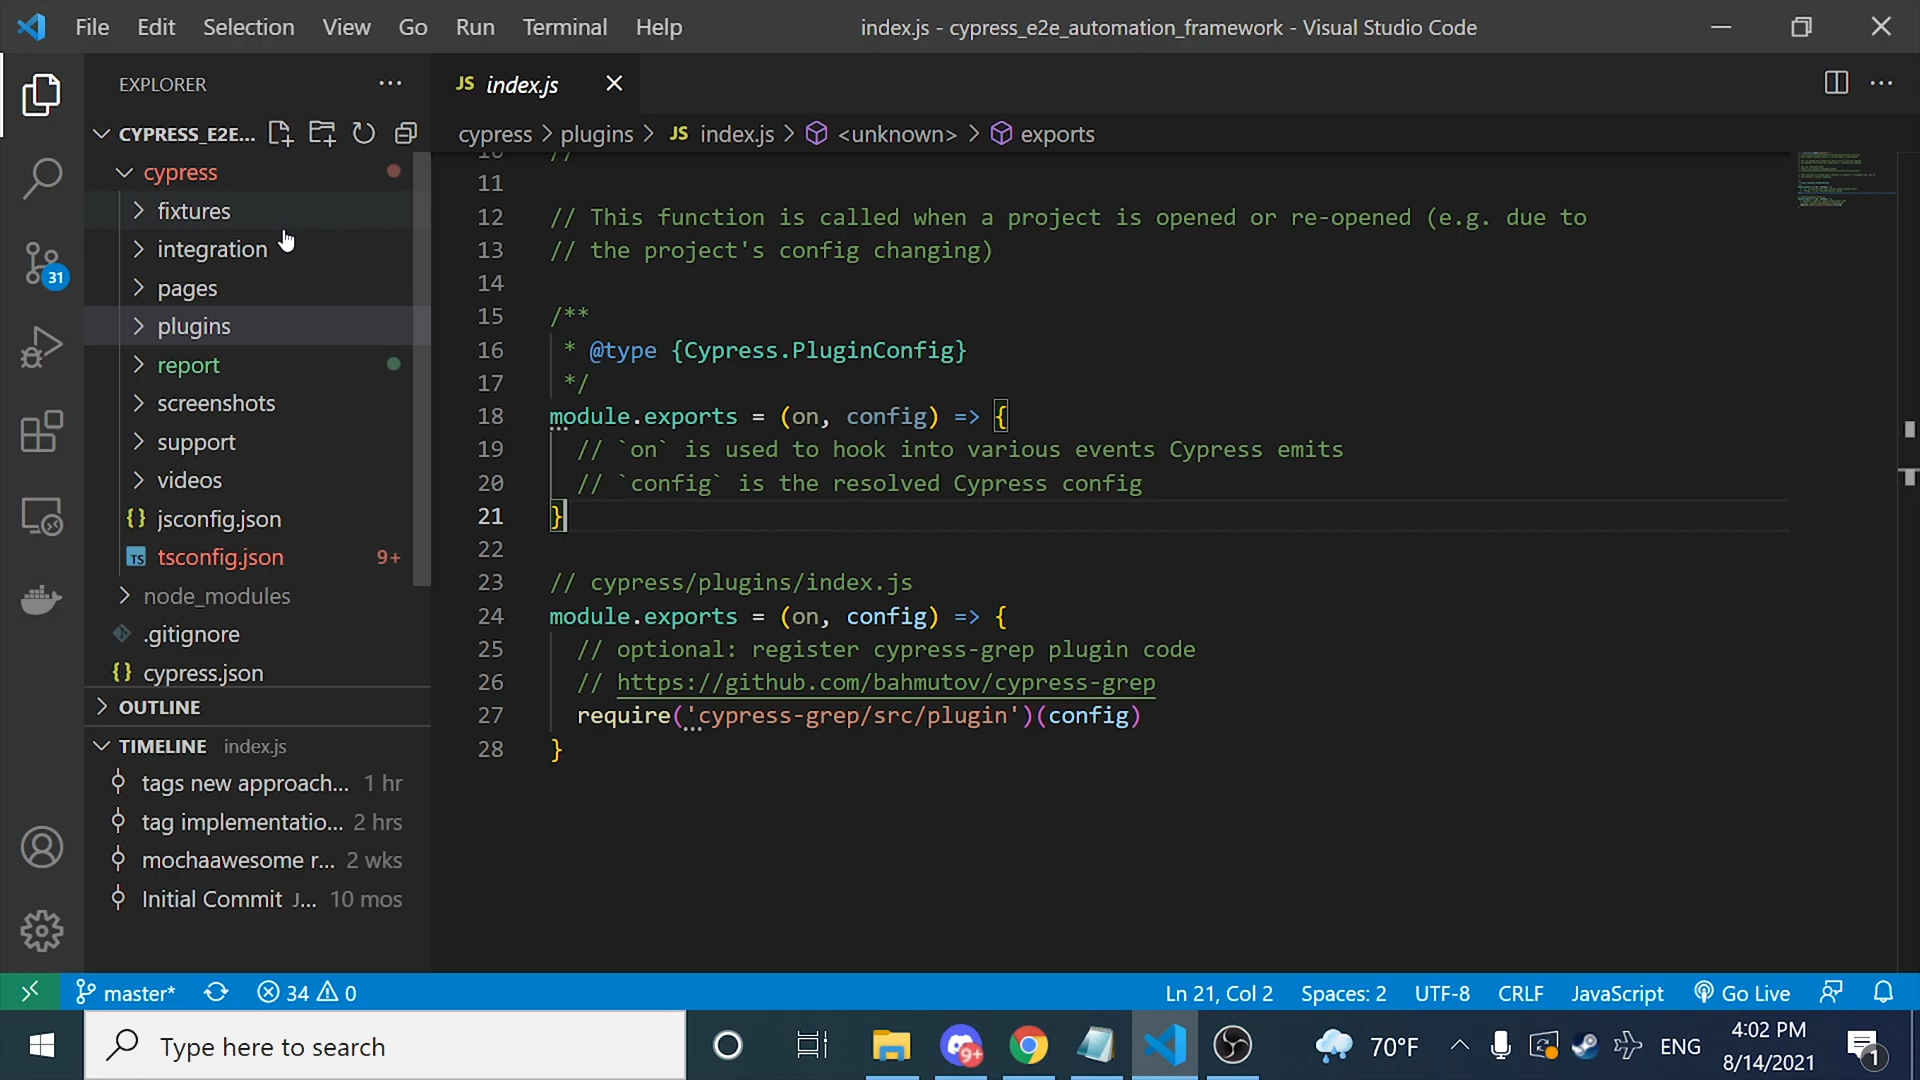 File Edit Selection View Go Run Terminal Help
index.js - cypress_e2e_automation_framework - Visual Studio Code
EXPLORER
CYPRESS_E2E...
cypress
fixtures
integration
pages
plugins
report
screenshots
support
videos
{} jsconfig.json
TS tsconfig.json 9+
node_modules
.gitignore
{} cypress.json
OUTLINE
TIMELINE index.js
tags new approach... 1 hr
tag implementatio... 2 hrs
mochaawesome r... 2 wks
Initial Commit J... 10 mos
31
JS index.js
cypress > plugins > JS index.js > <unknown> > exports
10 //
11
12 // This function is called when a project is opened or re-opened (e.g. due to
13 // the project's config changing)
14
15 /**
16 * @type {Cypress.PluginConfig}
17 */
18 module.exports = (on, config) => {
19 // `on` is used to hook into various events Cypress emits
20 // `config` is the resolved Cypress config
21 }
22
23 // cypress/plugins/index.js
24 module.exports = (on, config) => {
25 // optional: register cypress-grep plugin code
26 // https://github.com/bahmutov/cypress-grep
27 require('cypress-grep/src/plugin')(config)
28 }
master* 34 0 Ln 21, Col 2 Spaces: 2 UTF-8 CRLF JavaScript Go Live
Type here to search
9+
70°F
ENG
4:02 PM
8/14/2021
1